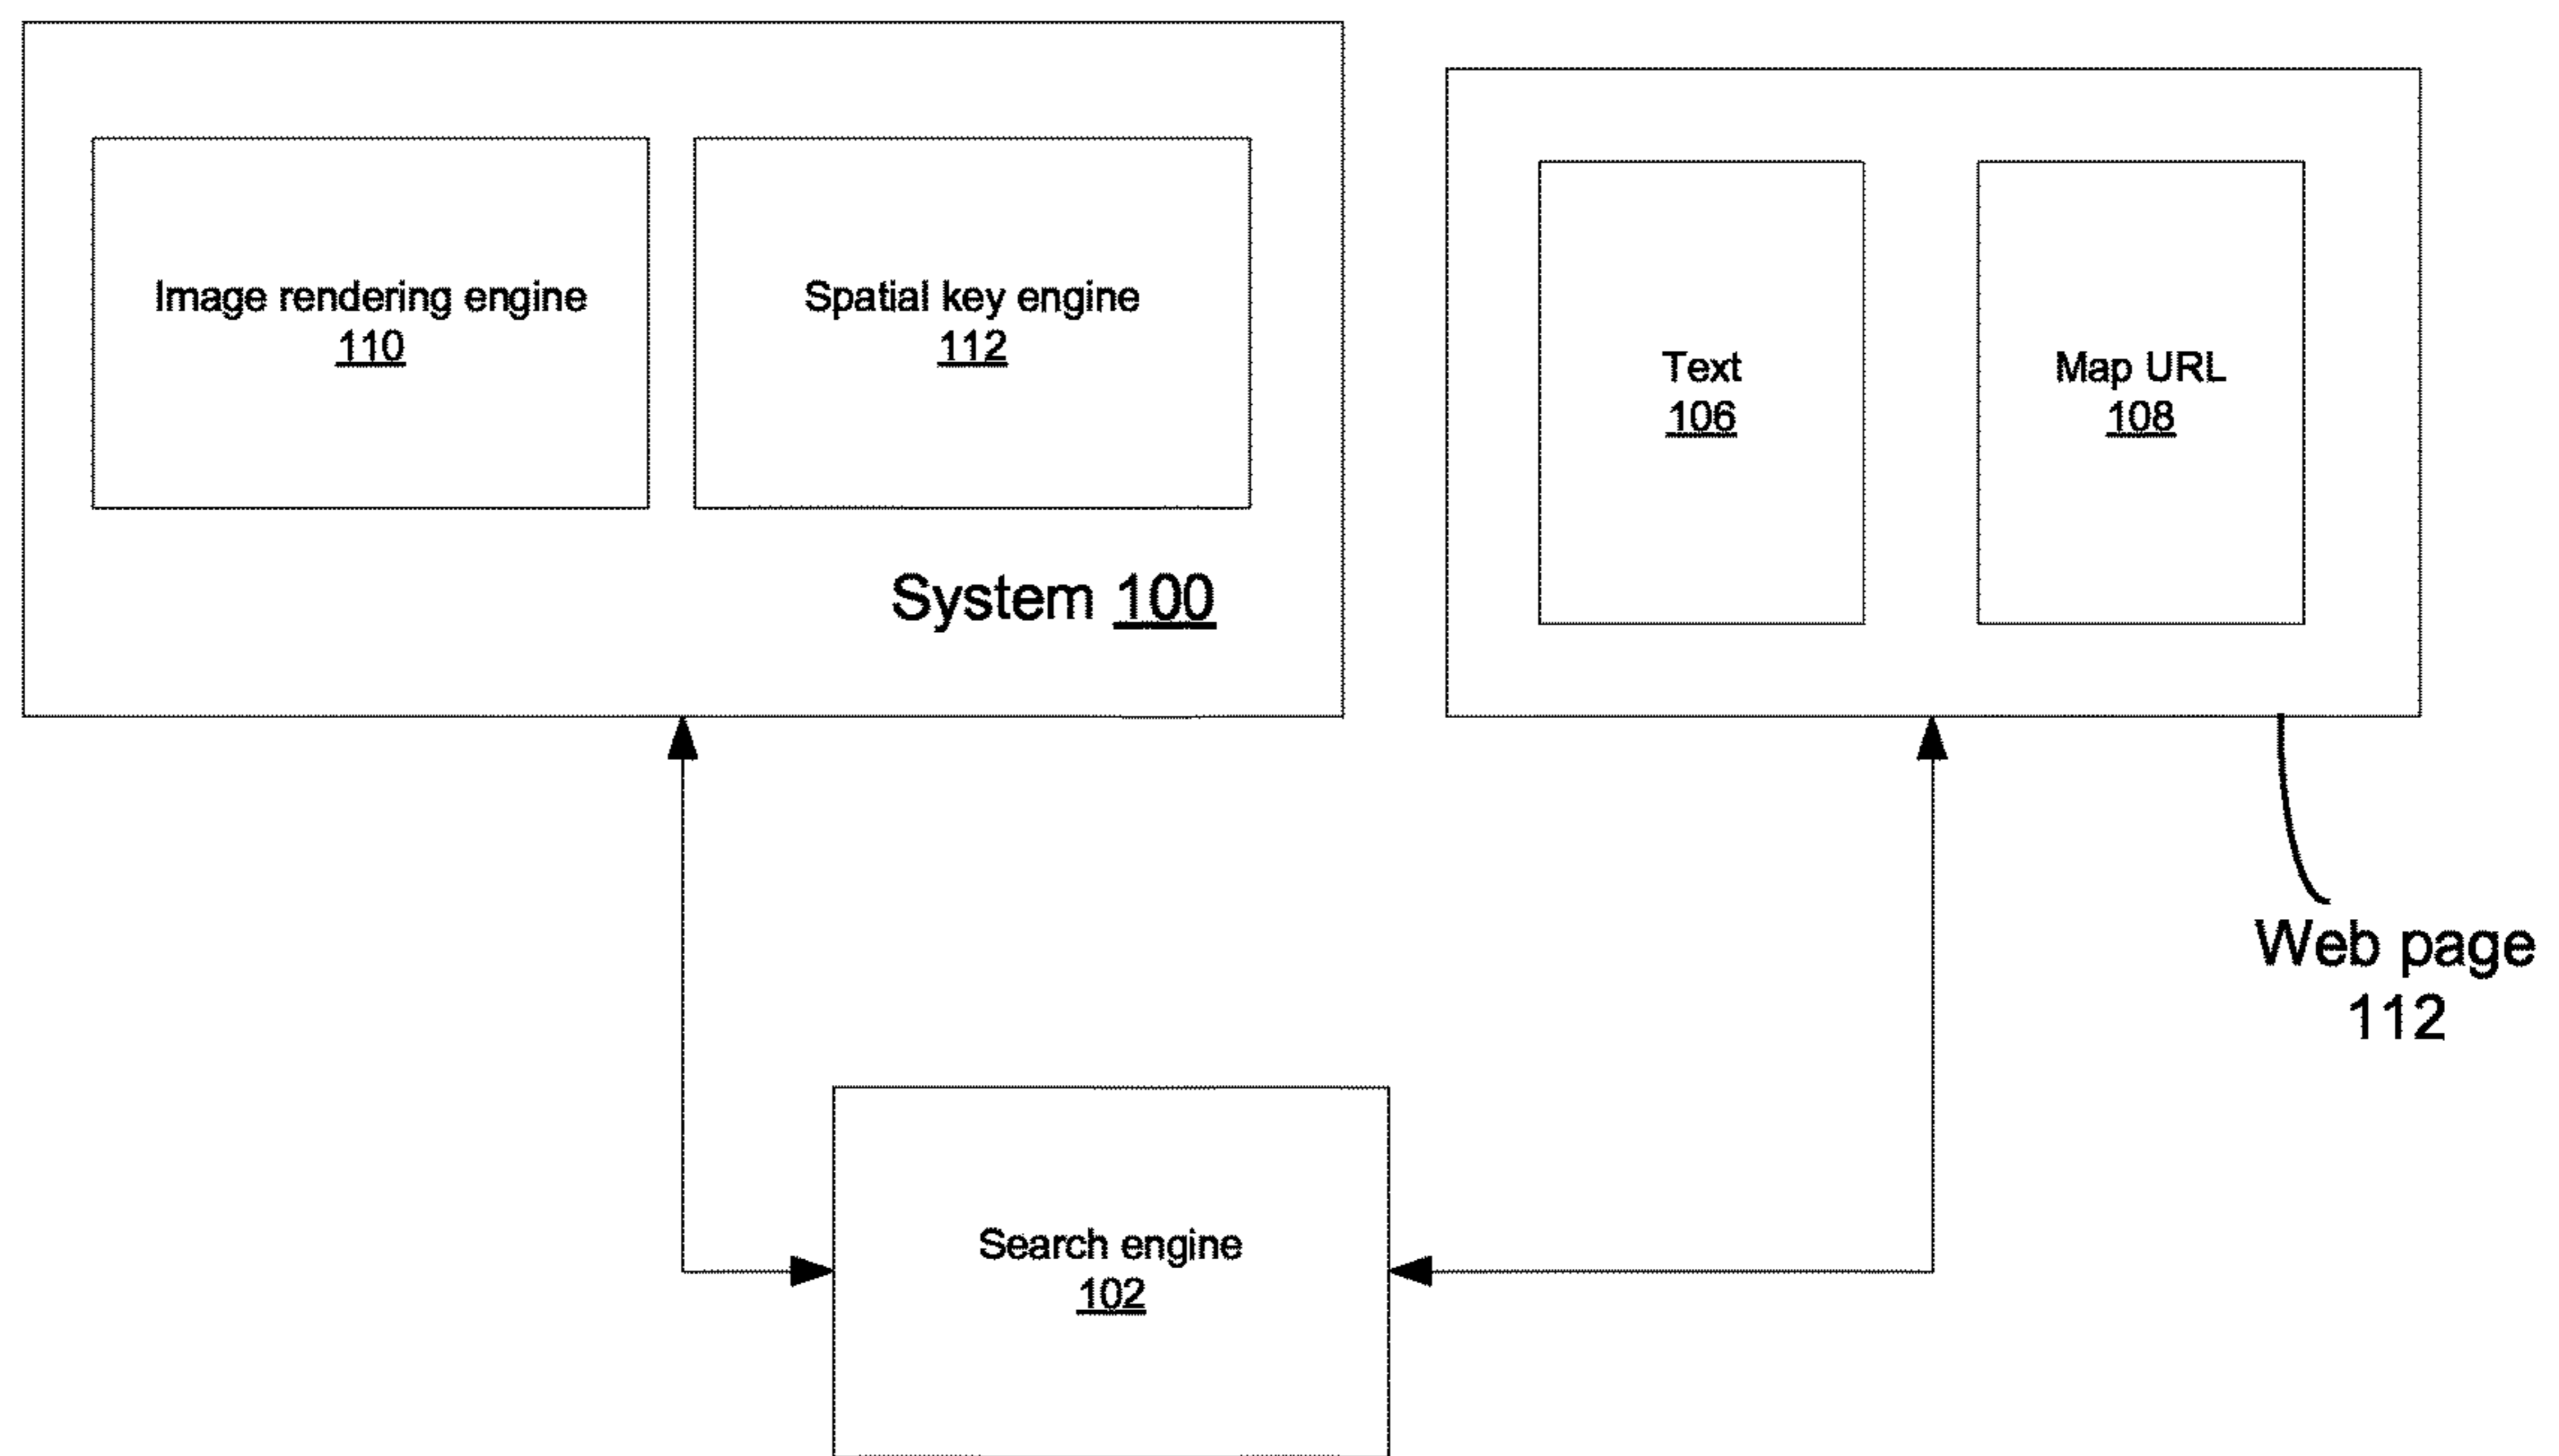 Image rendering engine
110
Spatial key engine
112
System 100
Text
106
Map URL
108
Web page
112
Search engine
102